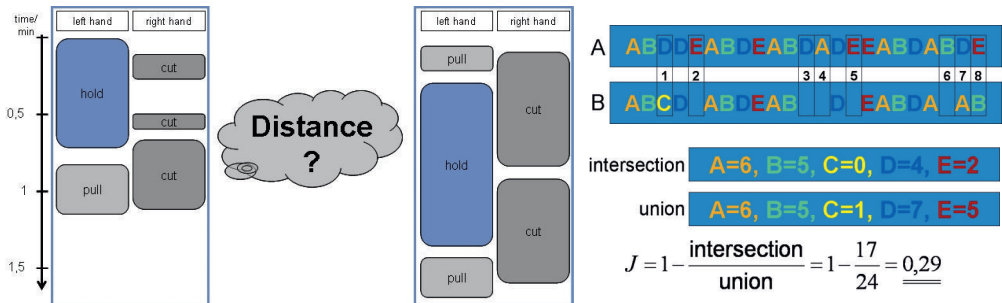 time/
min
0,5
1
1,5
left hand
right hand
hold
cut
cut
pull
cut
Distance
?
left hand
right hand
pull
cut
hold
cut
pull
A ABDDEABDEABDADEEABDABDE
1 2 3 4 5 6 7 8
B ABCD ABDEAB D EABDA AB
intersection A=6, B=5, C=0, D=4, E=2
union A=6, B=5, C=1, D=7, E=5
J = 1 - intersection/union = 1 - 17/24 = 0,29